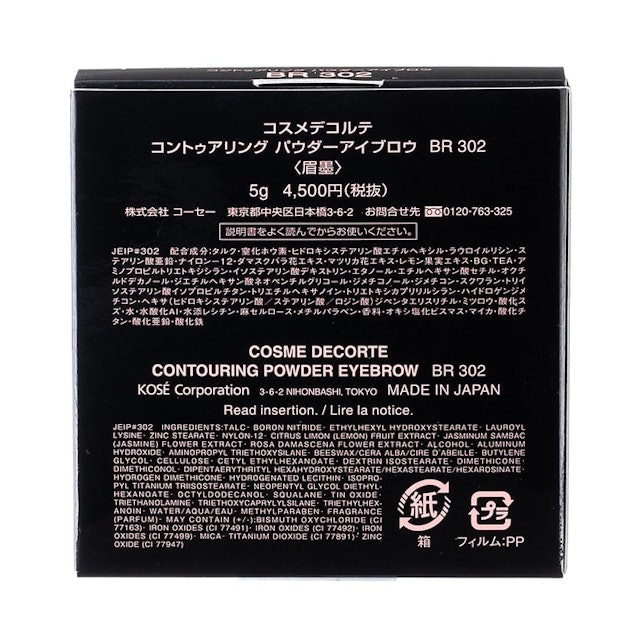 コントゥアリング パウダーアイブロウ
BR 302
コスメデコルテ
コントゥアリング パウダーアイブロウ BR 302
〈眉墨〉
5g 4,500円(税抜)
株式会社 コーセー 東京都中央区日本橋3-6-2 お問合せ先 0120-763-325
説明書をよく読んでからお使いください。
JEIP#302 配合成分:タルク・窒化ホウ素・ヒドロキシステアリン酸エチルヘキシル・ラウロイルリシン・ス
テアリン酸亜鉛・ナイロン-12・ダマスクバラ花エキス・マツリカ花エキス・レモン果実エキス・BG・TEA・ア
ミノプロピルトリエトキシシラン・イソステアリン酸デキストリン・エタノール・エチルヘキサン酸セチル・オクチ
ルドデカノール・ジエチルヘキサン酸ネオペンチルグリコール・ジメチコノール・ジメチコン・スクワラン・トリイ
ソステアリン酸イソプロピルチタン・トリエチルヘキサノイン・トリエトキシカプリリルシラン・ハイドロゲンジメ
チコン・ヘキサ(ヒドロキシステアリン酸/ステアリン酸/ロジン酸)ジペンタエリスリチル・ミツロウ・酸化ス
ズ・水・水酸化Al・水添レシチン・麻セルロース・メチルパラベン・香料・オキシ塩化ビスマス・マイカ・酸化チ
タン・酸化亜鉛・酸化鉄
COSME DECORTE
CONTOURING POWDER EYEBROW BR 302
KOSÉ Corporation 3-6-2 NIHONBASHI, TOKYO MADE IN JAPAN
Read insertion. / Lire la notice.
JEIP#302 INGREDIENTS:TALC・BORON NITRIDE・ETHYLHEXYL HYDROXYSTEARATE・LAUROYL
LYSINE・ZINC STEARATE・NYLON-12・CITRUS LIMON (LEMON) FRUIT EXTRACT・JASMINUM SAMBAC
(JASMINE) FLOWER EXTRACT・ROSA DAMASCENA FLOWER EXTRACT・ALCOHOL・ALUMINUM
HYDROXIDE・AMINOPROPYL TRIETHOXYSILANE・BEESWAX/CERA ALBA/CIRE D'ABEILLE・BUTYLENE
GLYCOL・CELLULOSE・CETYL ETHYLHEXANOATE・DEXTRIN ISOSTEARATE・DIMETHICONE・
DIMETHICONOL・DIPENTAERYTHRITYL HEXAHYDROXYSTEARATE/HEXASTEARATE/HEXAROSINATE・
HYDROGEN DIMETHICONE・HYDROGENATED LECITHIN・ISOPRO-
PYL TITANIUM TRIISOSTEARATE・NEOPENTYL GLYCOL DIETHYL-
HEXANOATE・OCTYLDODECANOL・SQUALANE・TIN OXIDE・
TRIETHANOLAMINE・TRIETHOXYCAPRYLYLSILANE・TRIETHYLHEX-
ANOIN・WATER/AQUA/EAU・METHYLPARABEN・FRAGRANCE
(PARFUM)・MAY CONTAIN (+/-):BISMUTH OXYCHLORIDE (CI
77163)・IRON OXIDES (CI 77491)・IRON OXIDES (CI 77492)・IRON OX-
IDES (CI 77499)・MICA・TITANIUM DIOXIDE (CI 77891)・ZINC
OXIDE (CI 77947)
紙
箱
プラ
フィルム:PP